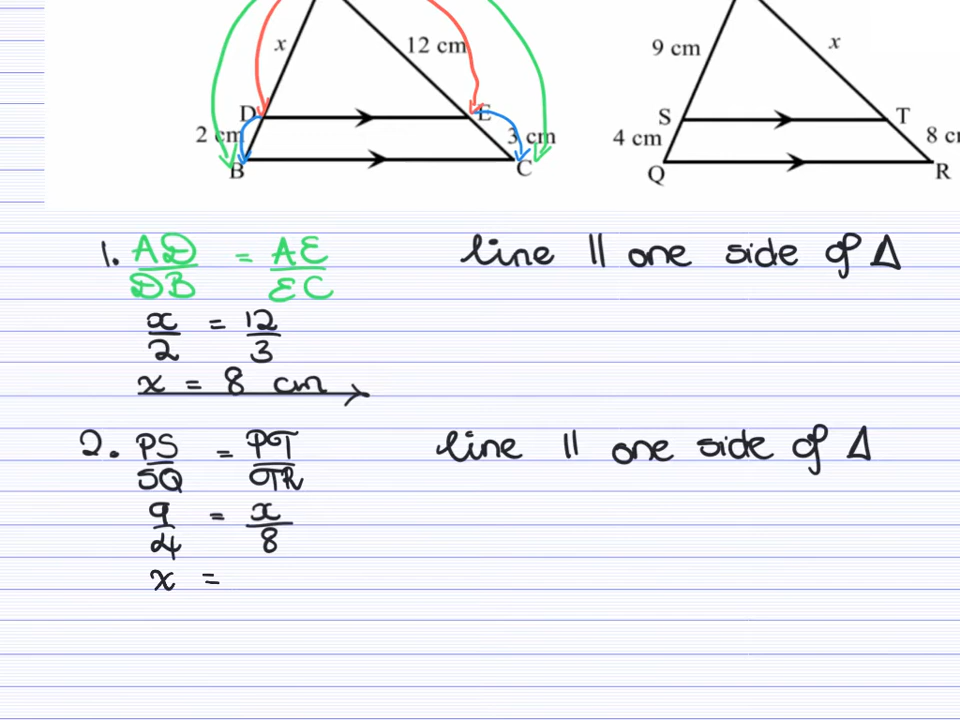 x 12 cm 9 cm x
D E S T
2 cm 3 cm 4 cm 8 c
B C Q R
1. AD/DB = AE/EC line || one side of Δ
x/2 = 12/3
x = 8 cm
2. PS/SQ = PT/TR line || one side of Δ
9/4 = x/8
x =